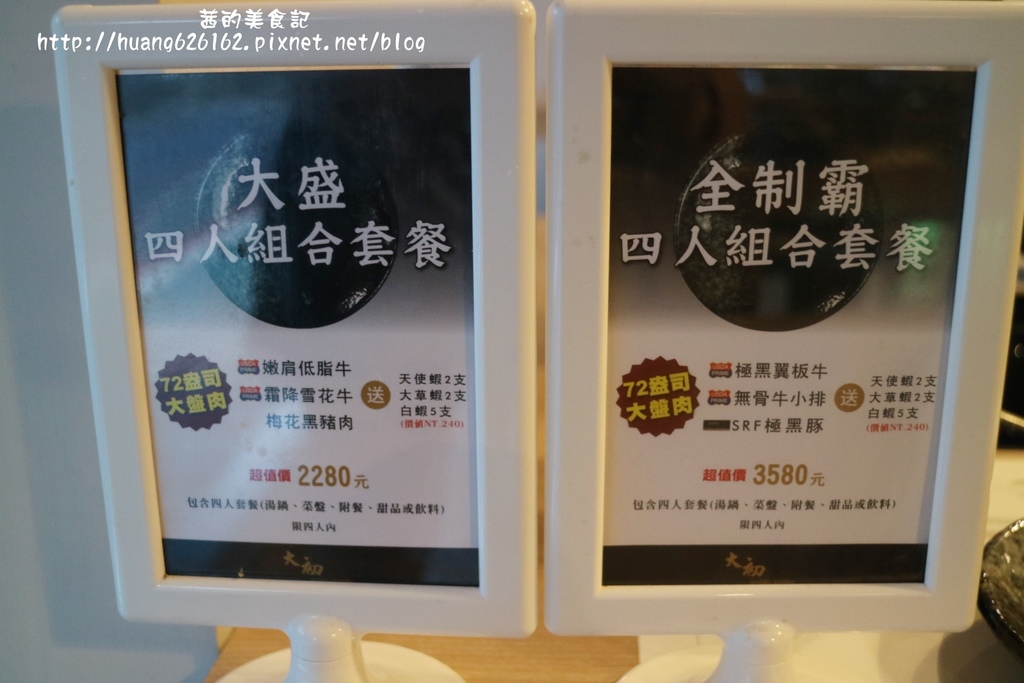 茜的美食記
http://huang626162.pixnet.net/blog
大盛
四人組合套餐
72盎司
大盤肉
嫩肩低脂牛
霜降雪花牛
梅花黑豬肉
送
天使蝦2支
大草蝦2支
白蝦5支
(價值NT.240)
超值價 2280元
包含四人套餐(湯鍋、菜盤、附餐、甜品或飲料)
限四人內
大初
全制霸
四人組合套餐
72盎司
大盤肉
極黑翼板牛
無骨牛小排
SRF極黑豚
送
天使蝦2支
大草蝦2支
白蝦5支
(價值NT.240)
超值價 3580元
包含四人套餐(湯鍋、菜盤、附餐、甜品或飲料)
限四人內
大初